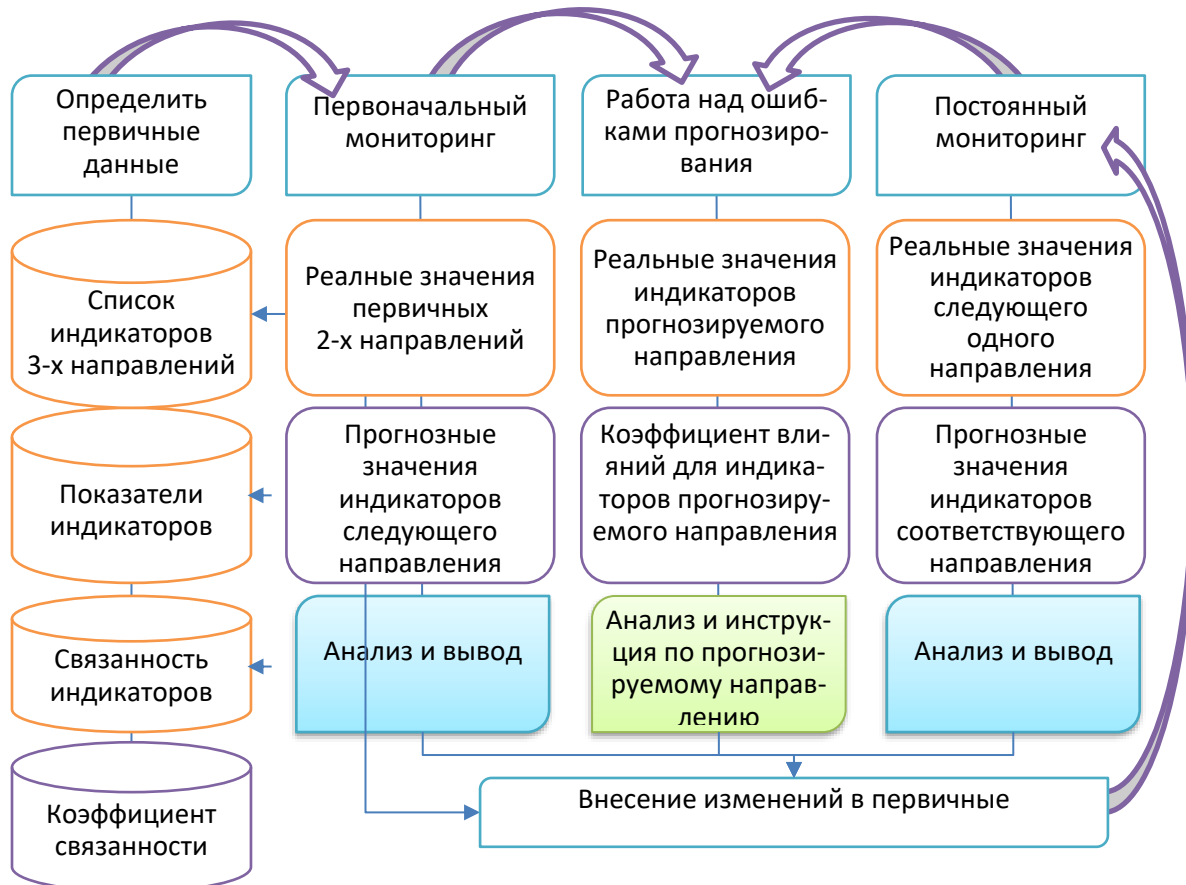 Определить
первичные
данные
Первоначальный
мониторинг
Работа над ошиб-
ками прогнозиро-
вания
Постоянный
мониторинг
Список
индикаторов
3-х направлений
Реалные значения
первичных
2-х направлений
Реальные значения
индикаторов
прогнозируемого
направления
Реальные значения
индикаторов
следующего
одного
направления
Показатели
индикаторов
Прогнозные
значения
индикаторов
следующего
направления
Коэффициент вли-
яний для индика-
торов прогнозиру-
емого направления
Прогнозные
значения
индикаторов
соответствующего
направления
Связанность
индикаторов
Анализ и вывод
Анализ и инструк-
ция по прогнози-
руемому направ-
лению
Анализ и вывод
Коэффициент
связанности
Внесение изменений в первичные